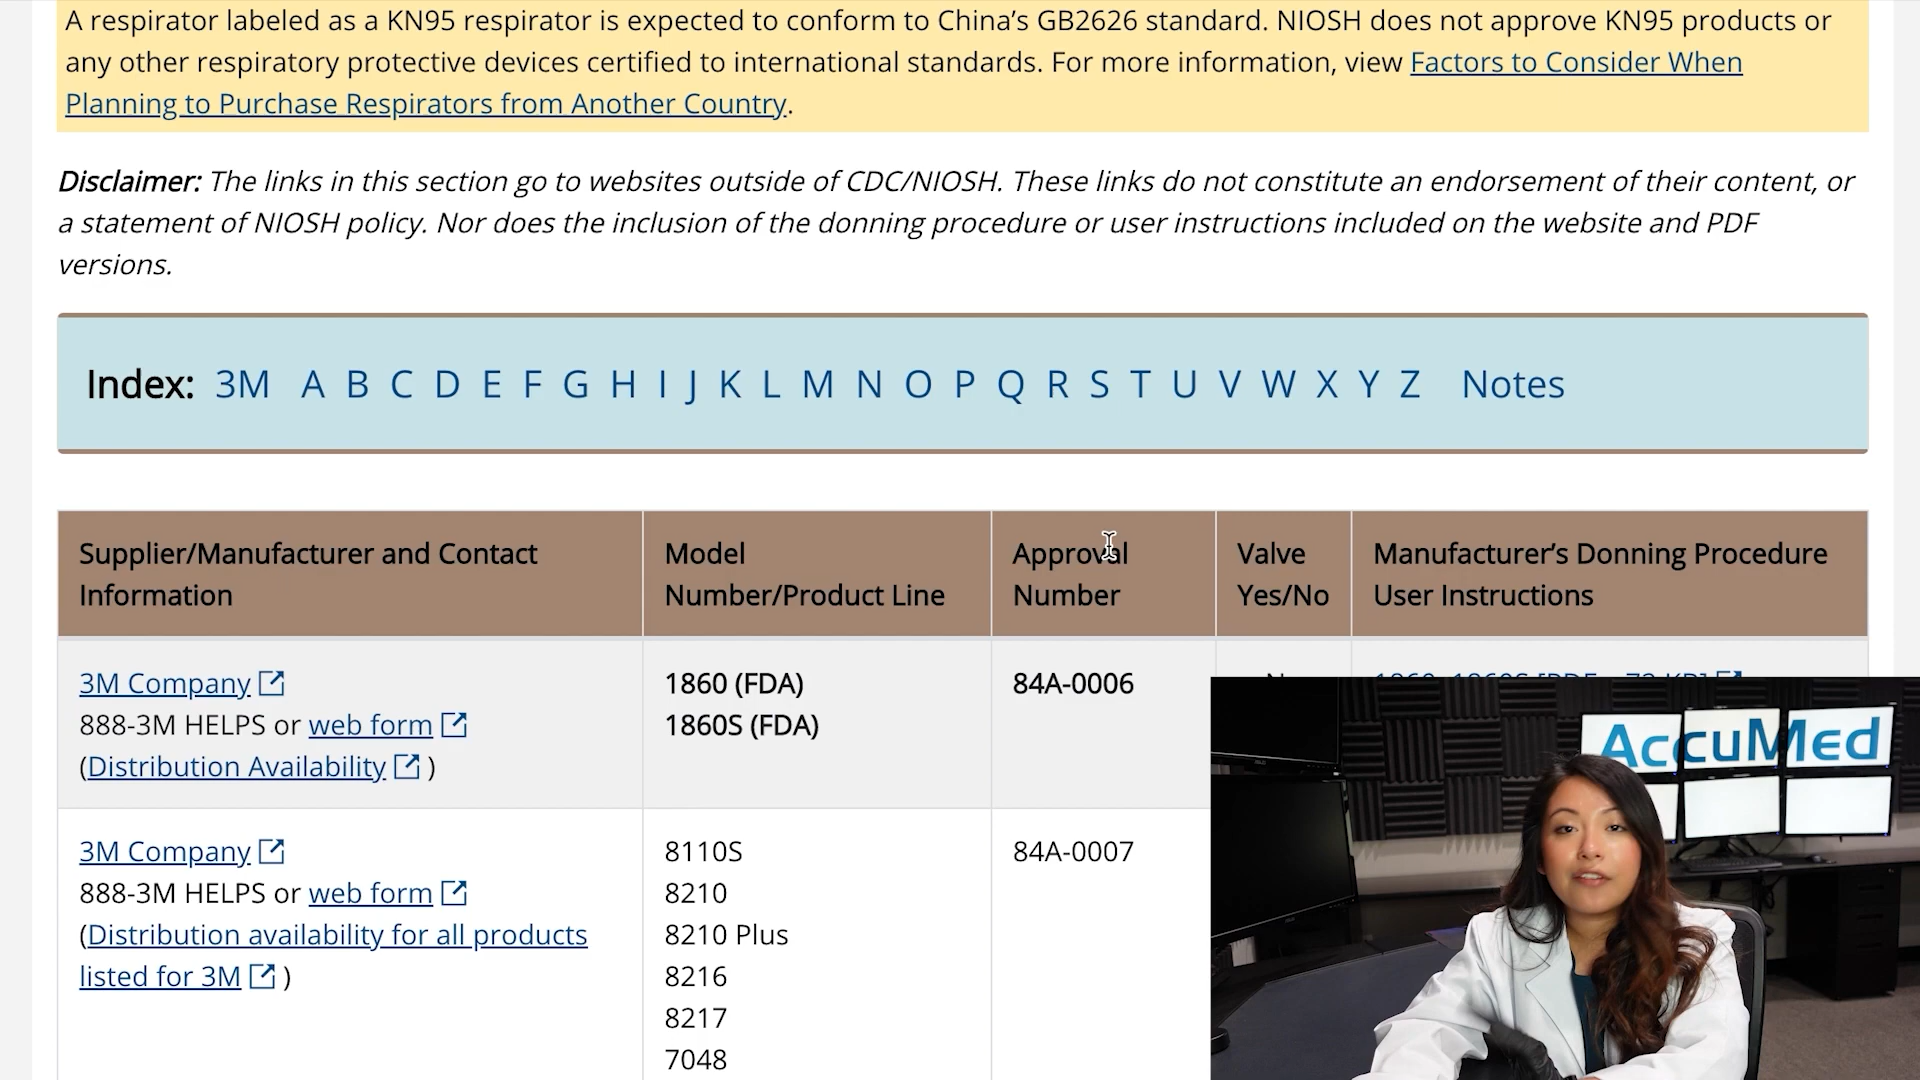 A respirator labeled as a KN95 respirator is expected to conform to China’s GB2626 standard. NIOSH does not approve KN95 products or
any other respiratory protective devices certified to international standards. For more information, view Factors to Consider When
Planning to Purchase Respirators from Another Country.
Disclaimer: The links in this section go to websites outside of CDC/NIOSH. These links do not constitute an endorsement of their content, or
a statement of NIOSH policy. Nor does the inclusion of the donning procedure or user instructions included on the website and PDF
versions.
Index: 3M A B C D E F G H I J K L M N O P Q R S T U V W X Y Z Notes
Supplier/Manufacturer and Contact
Information
Model
Number/Product Line
Approval
Number
Valve
Yes/No
Manufacturer’s Donning Procedure
User Instructions
3M Company
888-3M HELPS or web form
(Distribution Availability )
1860 (FDA)
1860S (FDA)
84A-0006
3M Company
888-3M HELPS or web form
(Distribution availability for all products
listed for 3M )
8110S
8210
8210 Plus
8216
8217
7048
84A-0007
AccuMed